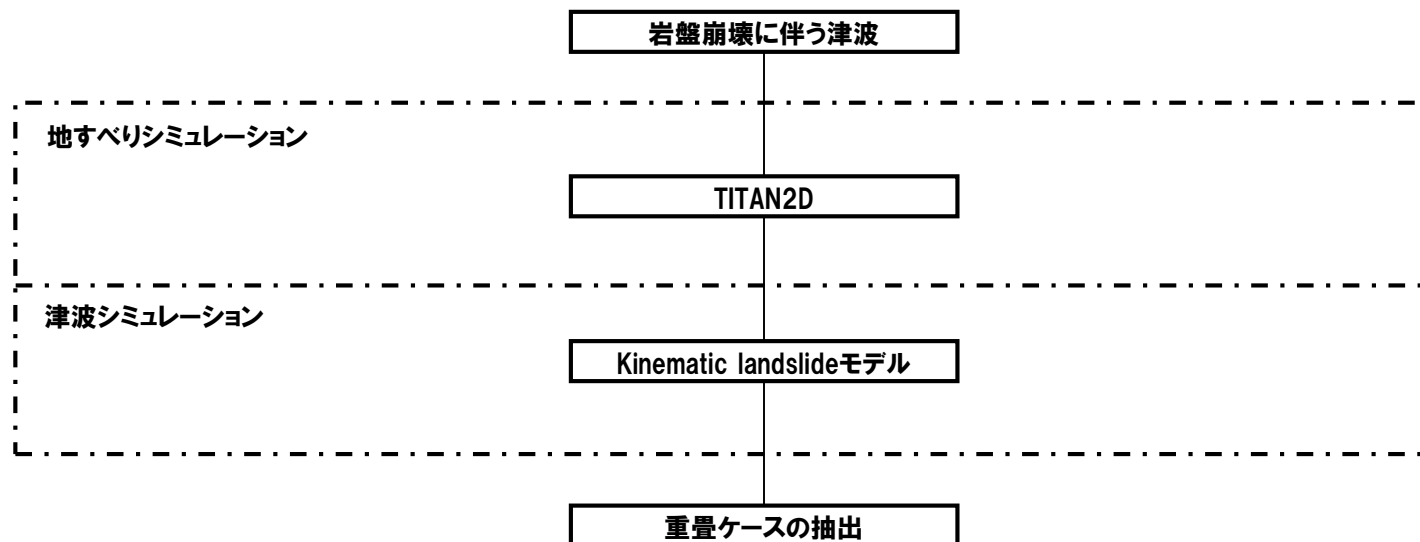 岩盤崩壊に伴う津波
地すべりシミュレーション
TITAN2D
津波シミュレーション
Kinematic landslideモデル
重畳ケースの抽出